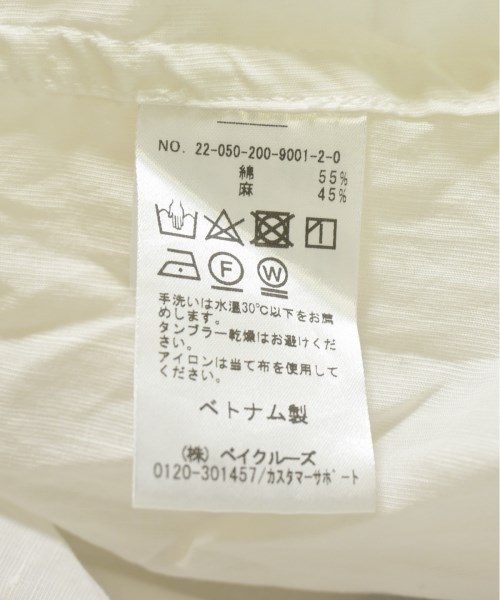 NO. 22-050-200-9001-2-0
綿 55%
麻 45%
F W
手洗いは水温30℃以下をお薦
めします。
タンブラー乾燥はお避けくだ
さい。
アイロンは当て布を使用して
ください。
ベトナム製
(株) ベイクルーズ
0120-301457/カスタマーサポート